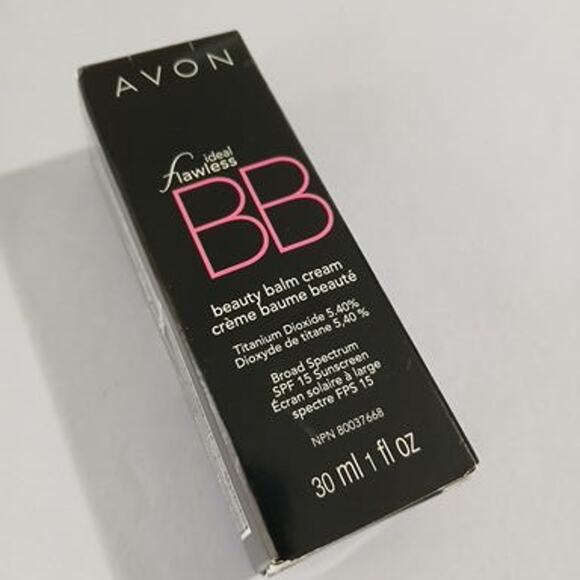 AVON
ideal
flawless
BB
beauty balm cream
crème baume beauté
Titanium Dioxide 5.40%
Dioxyde de titane 5,40 %
Broad Spectrum
SPF 15 Sunscreen
Écran solaire à large
spectre FPS 15
NPN 80037668
30 ml 1 fl oz